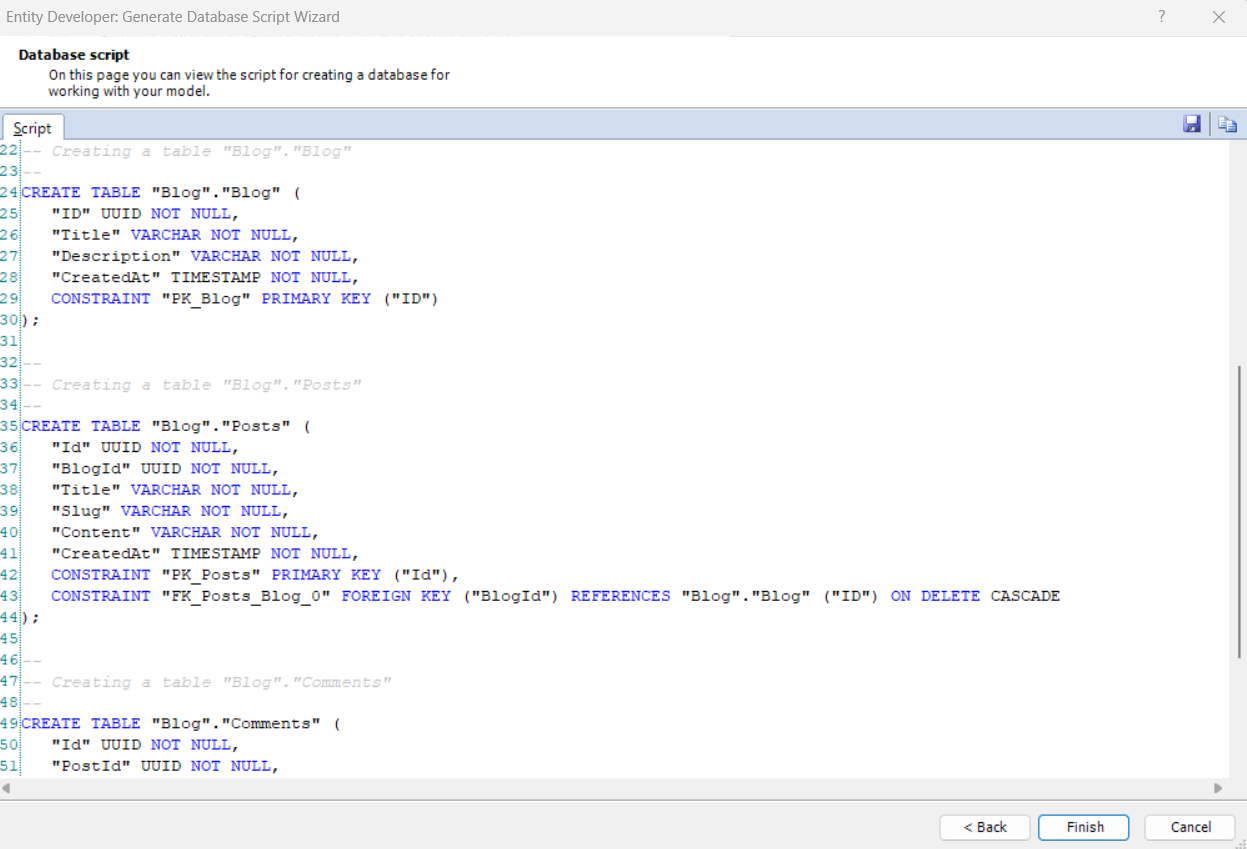 Entity Developer: Generate Database Script Wizard
?
Database script
On this page you can view the script for creating a database for
working with your model.
Script
22 -- Creating a table "Blog"."Blog"
23 --
24 CREATE TABLE "Blog"."Blog" (
25    "ID" UUID NOT NULL,
26    "Title" VARCHAR NOT NULL,
27    "Description" VARCHAR NOT NULL,
28    "CreatedAt" TIMESTAMP NOT NULL,
29    CONSTRAINT "PK_Blog" PRIMARY KEY ("ID")
30 );
31
32 --
33 -- Creating a table "Blog"."Posts"
34 --
35 CREATE TABLE "Blog"."Posts" (
36    "Id" UUID NOT NULL,
37    "BlogId" UUID NOT NULL,
38    "Title" VARCHAR NOT NULL,
39    "Slug" VARCHAR NOT NULL,
40    "Content" VARCHAR NOT NULL,
41    "CreatedAt" TIMESTAMP NOT NULL,
42    CONSTRAINT "PK_Posts" PRIMARY KEY ("Id"),
43    CONSTRAINT "FK_Posts_Blog_0" FOREIGN KEY ("BlogId") REFERENCES "Blog"."Blog" ("ID") ON DELETE CASCADE
44 );
45
46 --
47 -- Creating a table "Blog"."Comments"
48 --
49 CREATE TABLE "Blog"."Comments" (
50    "Id" UUID NOT NULL,
51    "PostId" UUID NOT NULL,
< Back Finish Cancel